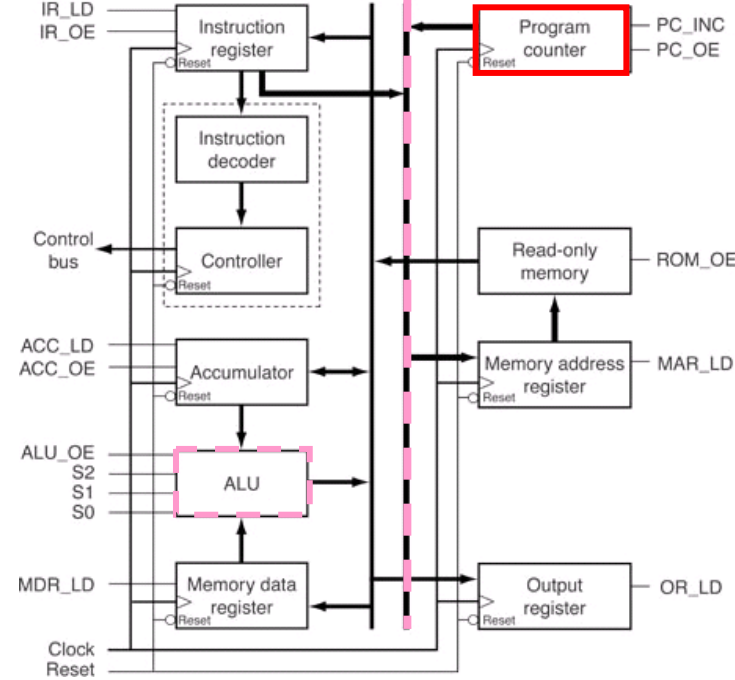 IR_LD
IR_OE
Instruction
register
Reset
Program
counter
Reset
PC_INC
PC_OE
Instruction
decoder
Control
bus
Controller
Reset
Read-only
memory
ROM_OE
ACC_LD
ACC_OE
Accumulator
Reset
Memory address
register
Reset
MAR_LD
ALU_OE
S2
S1
S0
ALU
MDR_LD
Memory data
register
Reset
Output
register
Reset
OR_LD
Clock
Reset